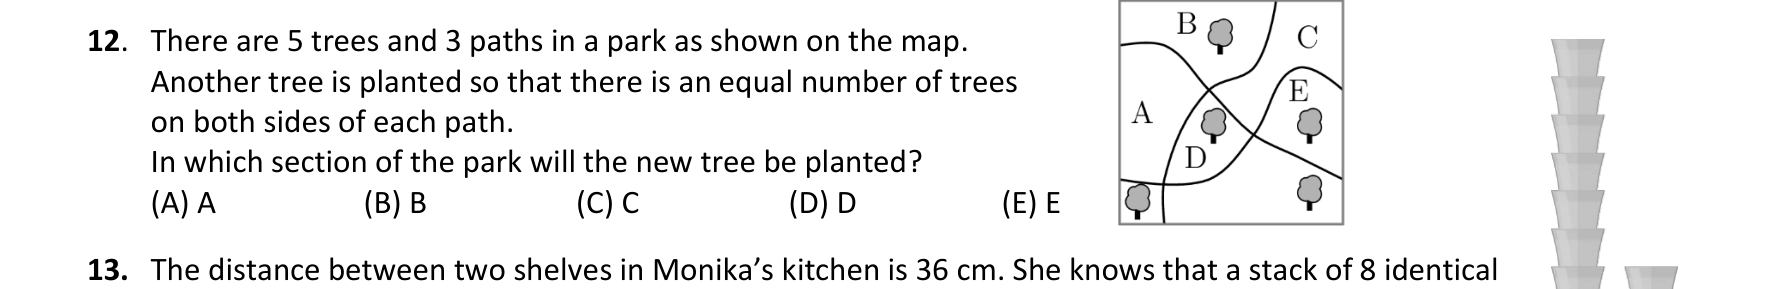 12. There are 5 trees and 3 paths in a park as shown on the map.
Another tree is planted so that there is an equal number of trees
on both sides of each path.
In which section of the park will the new tree be planted?
(A) A (B) B (C) C (D) D (E) E
B
C
E
A
D
13. The distance between two shelves in Monika’s kitchen is 36 cm. She knows that a stack of 8 identical